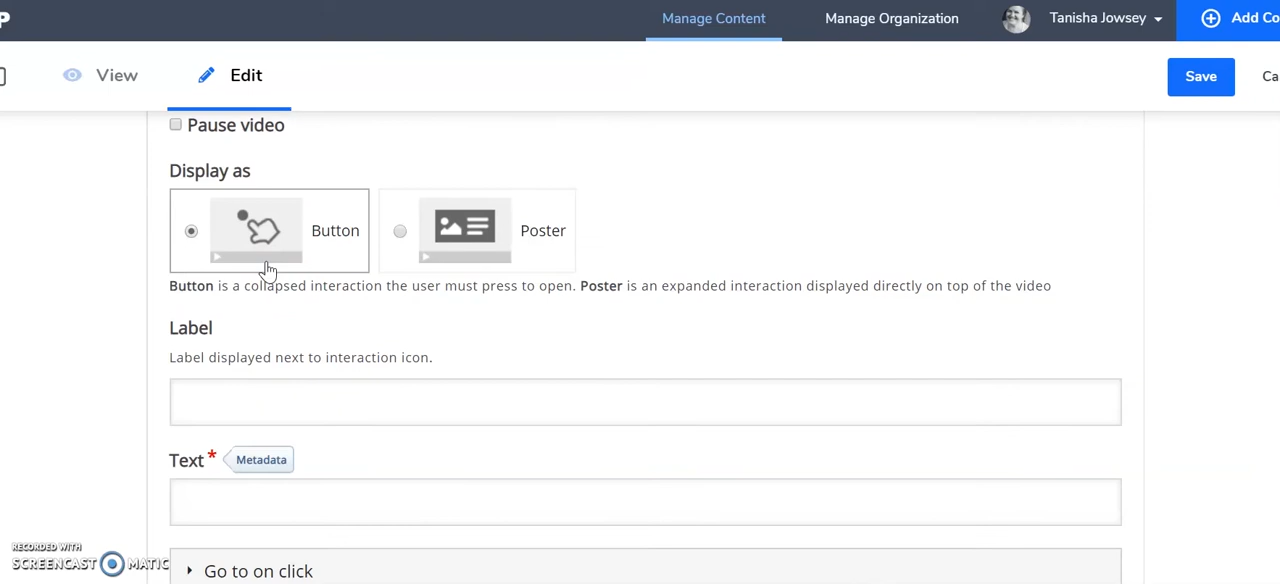 P
Manage Content
Manage Organization
Tanisha Jowsey
Add Co
View
Edit
Save
Ca
Pause video
Display as
Button
Poster
Button is a collapsed interaction the user must press to open. Poster is an expanded interaction displayed directly on top of the video
Label
Label displayed next to interaction icon.
Text *
Metadata
RECORDED WITH
SCREENCAST MATIC
Go to on click